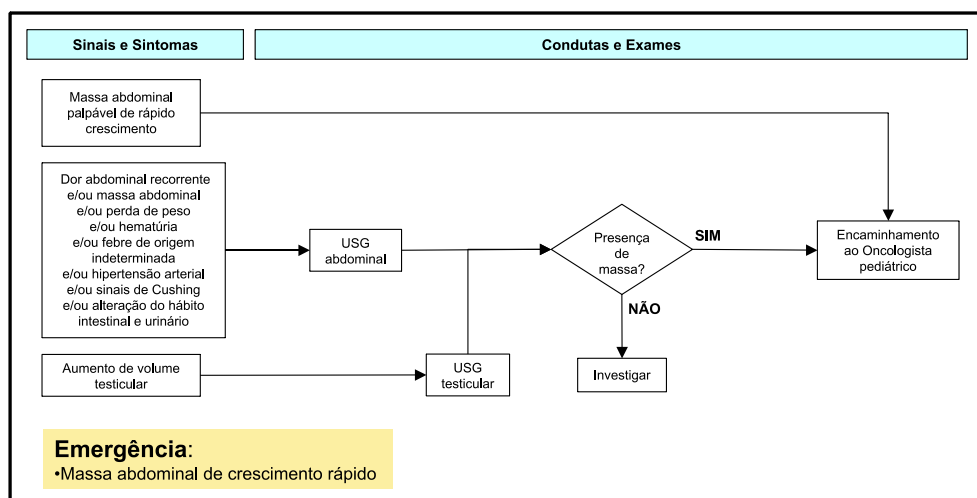 Sinais e Sintomas
Condutas e Exames
Massa abdominal
palpável de rápido
crescimento
Dor abdominal recorrente
e/ou massa abdominal
e/ou perda de peso
e/ou hematúria
e/ou febre de origem
indeterminada
e/ou hipertensão arterial
e/ou sinais de Cushing
e/ou alteração do hábito
intestinal e urinário
USG
abdominal
Presença
de
massa?
SIM
Encaminhamento
ao Oncologista
pediátrico
NÃO
Aumento de volume
testicular
USG
testicular
Investigar
Emergência:
•Massa abdominal de crescimento rápido